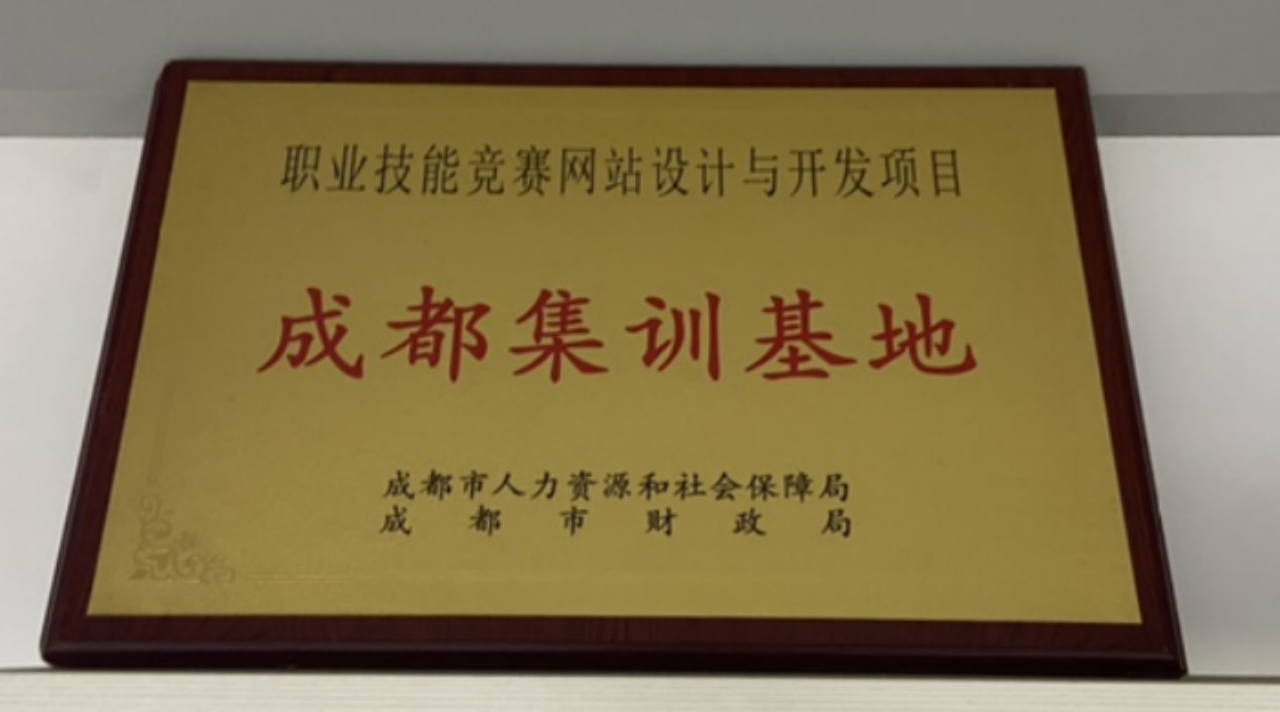 职业技能竞赛网站设计与开发项目
成都集训基地
成都市人力资源和社会保障局
成都市财政局